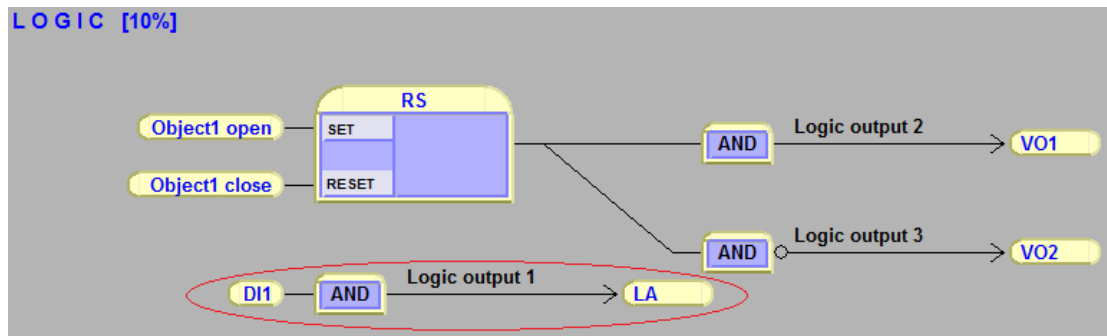 LOGIC [10%]
RS
Object1 open
SET
AND
Logic output 2
VO1
Object1 close
RESET
AND
Logic output 3
VO2
DI1
AND
Logic output 1
LA